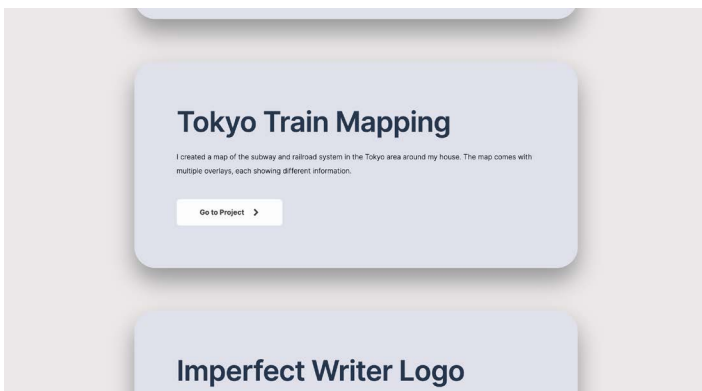 Tokyo Train Mapping
I created a map of the subway and railroad system in the Tokyo area around my house. The map comes with
multiple overlays, each showing different information.
Go to Project
Imperfect Writer Logo